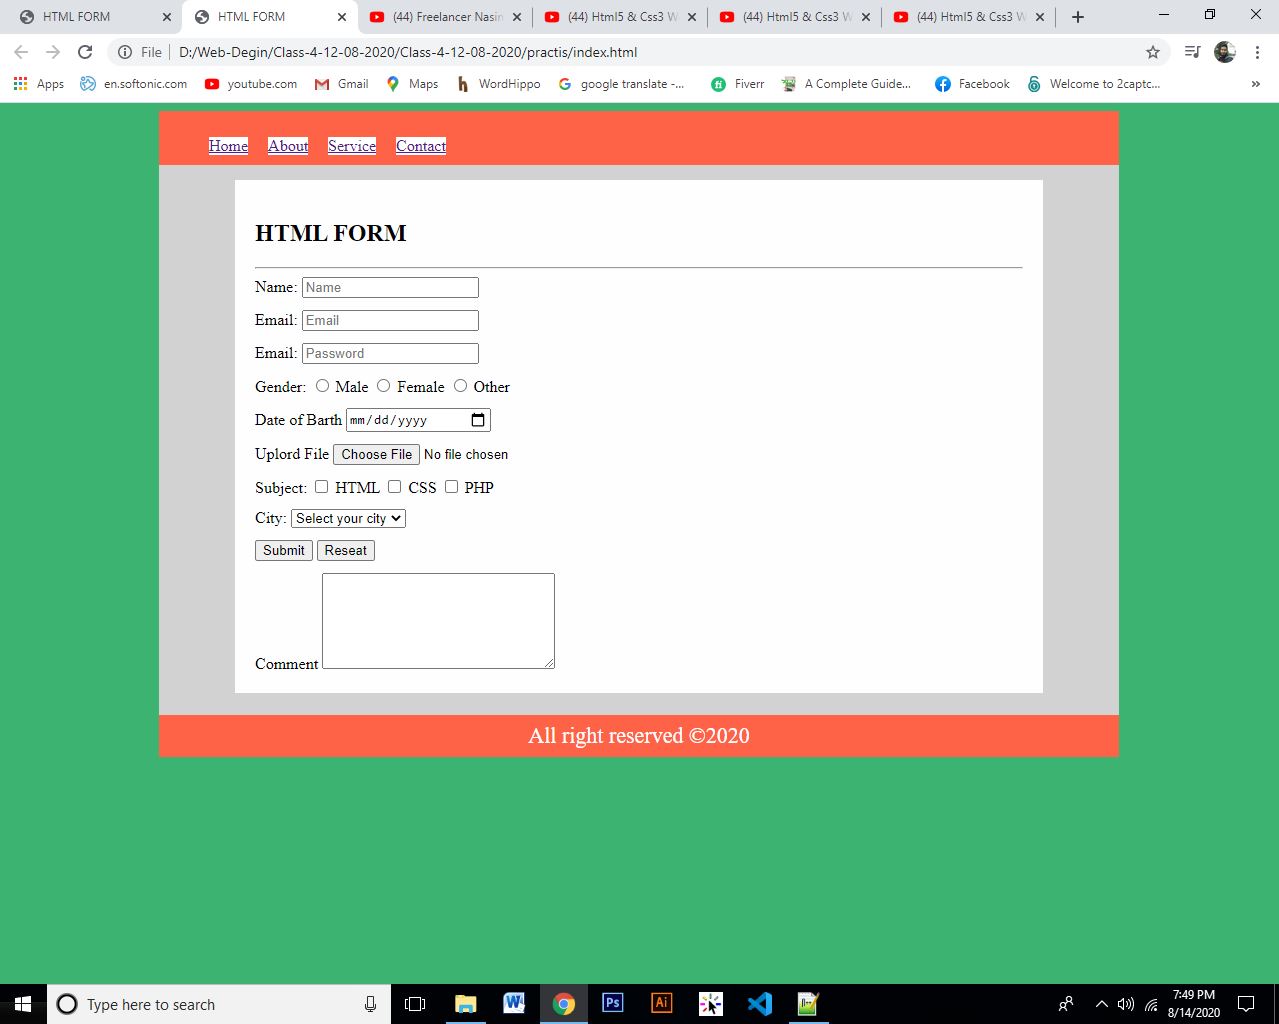 HTML FORM
HTML FORM
(44) Freelancer Nasin
(44) Html5 & Css3 W
(44) Html5 & Css3 W
(44) Html5 & Css3 W
File
D:/Web-Degin/Class-4-12-08-2020/Class-4-12-08-2020/practis/index.html
Apps
en.softonic.com
youtube.com
Gmail
Maps
WordHippo
google translate -...
Fiverr
A Complete Guide...
Facebook
Welcome to 2captc...
»
Home About Service Contact
HTML FORM
Name: Name
Email: Email
Email: Password
Gender: Male Female Other
Date of Barth mm/dd/yyyy
Uplord File Choose File No file chosen
Subject: HTML CSS PHP
City: Select your city
Submit Reseat
Comment
All right reserved ©2020
Type here to search
Ps
Ai
7:49 PM
8/14/2020